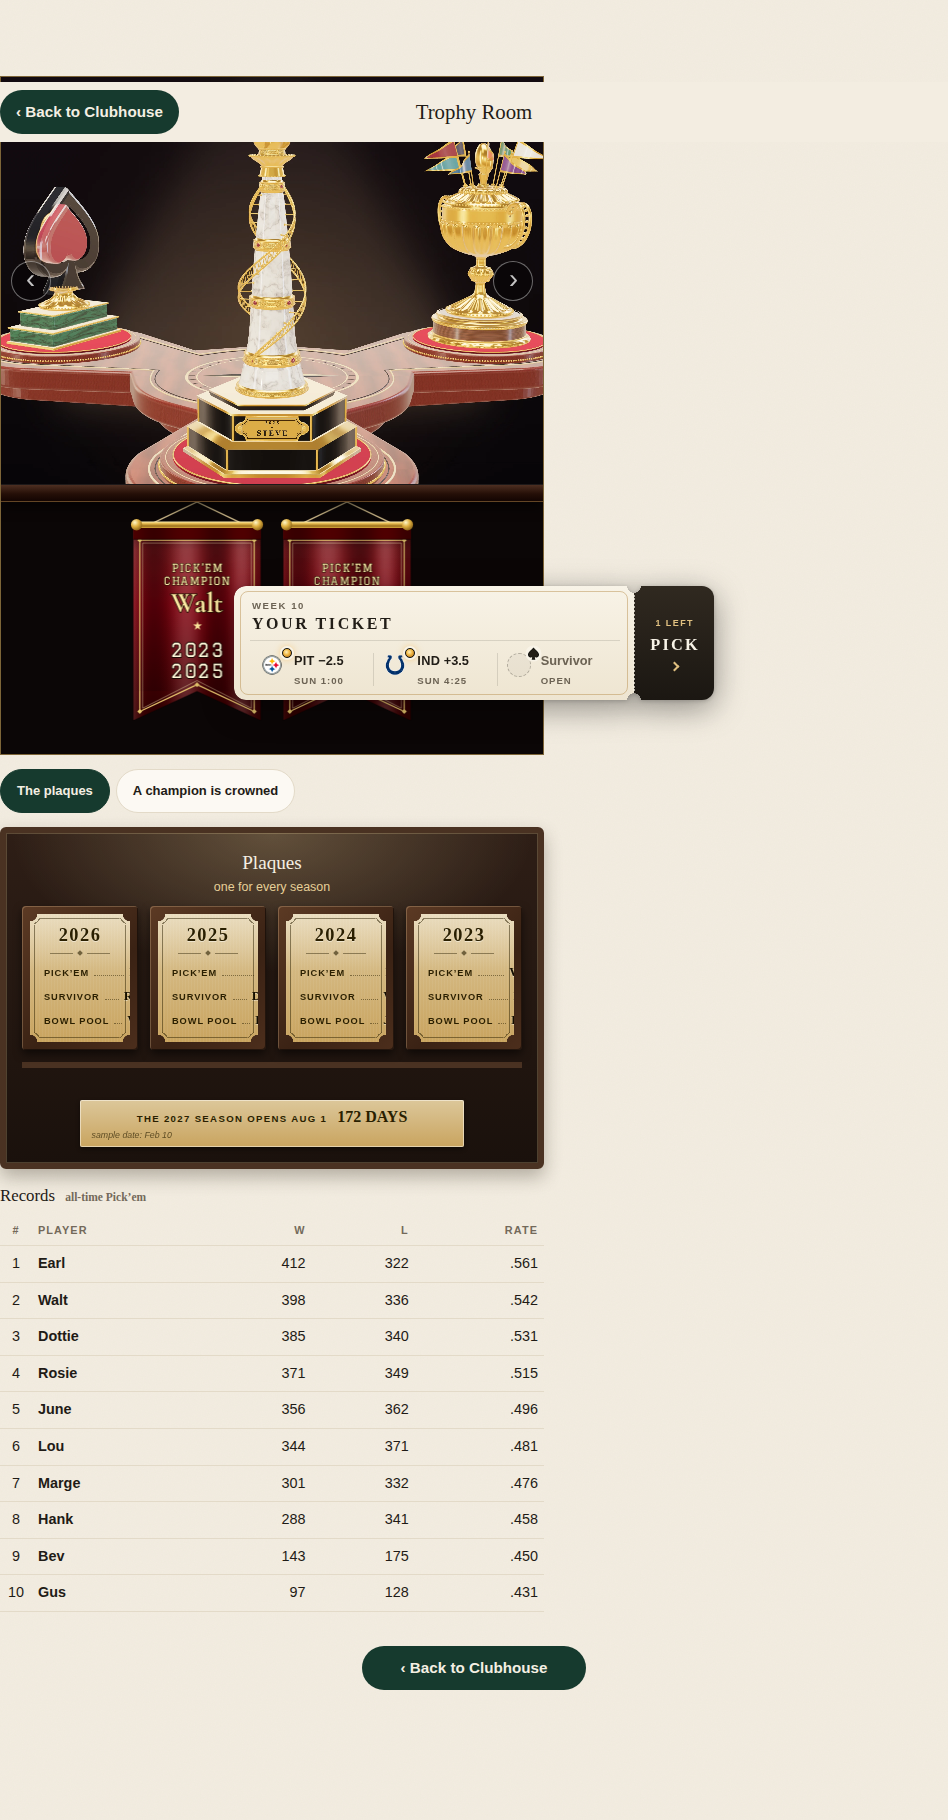 ‹ Back to Clubhouse
Trophy Room
STEVE
PICK'EM
CHAMPION
Walt
★
2023
2025
PICK'EM
CHAMPION
WEEK 10
YOUR TICKET
PIT −2.5
SUN 1:00
IND +3.5
SUN 4:25
Survivor
OPEN
1 LEFT
PICK
The plaques
A champion is crowned
Plaques
one for every season
2026
PICK’EM
SURVIVOR R
BOWL POOL
2025
PICK’EM
SURVIVOR D
BOWL POOL
2024
PICK’EM
SURVIVOR
BOWL POOL
2023
PICK’EM
SURVIVOR
BOWL POOL
THE 2027 SEASON OPENS AUG 1 172 DAYS
sample date: Feb 10
Records all-time Pick’em
# PLAYER W L RATE
1 Earl 412 322 .561
2 Walt 398 336 .542
3 Dottie 385 340 .531
4 Rosie 371 349 .515
5 June 356 362 .496
6 Lou 344 371 .481
7 Marge 301 332 .476
8 Hank 288 341 .458
9 Bev 143 175 .450
10 Gus 97 128 .431
‹ Back to Clubhouse